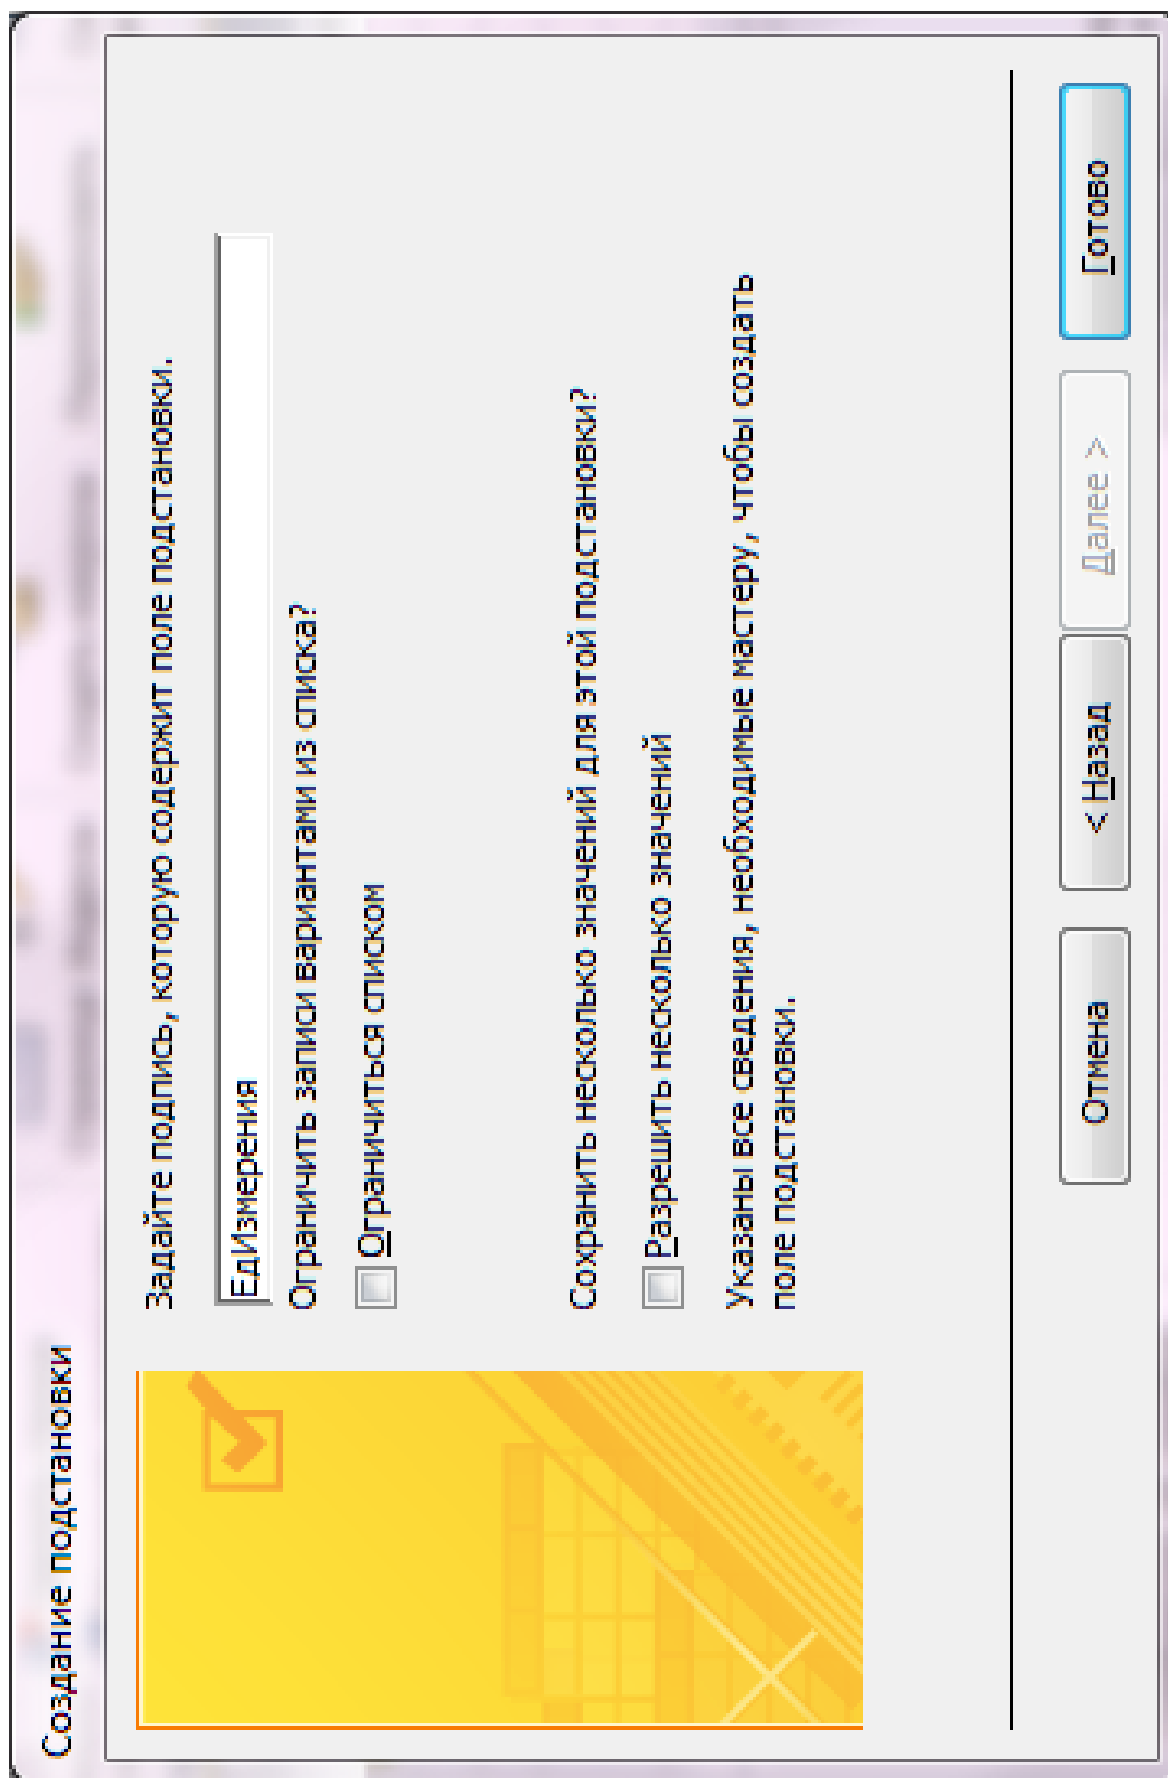 Создание подстановки
Задайте подпись, которую содержит поле подстановки.
ЕдИзмерения
Ограничить записи вариантами из списка?
Ограничиться списком
Сохранить несколько значений для этой подстановки?
Разрешить несколько значений
Указаны все сведения, необходимые мастеру, чтобы создать
поле подстановки.
Отмена
< Назад
Далее >
Готово